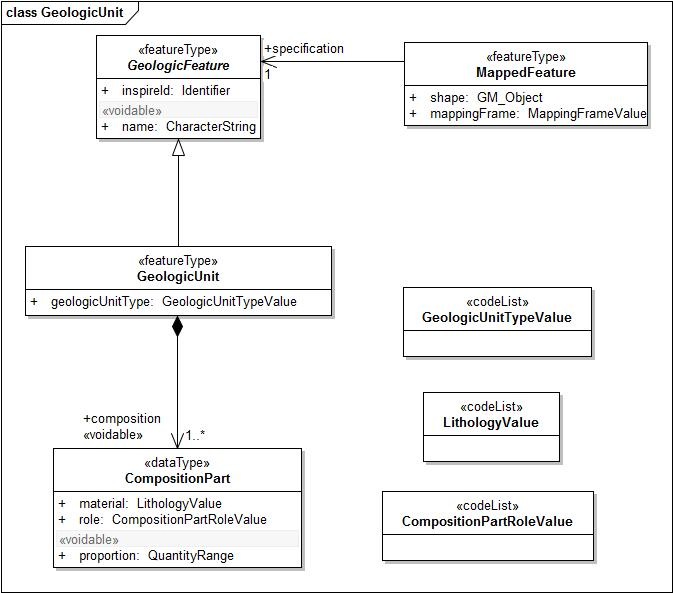 class GeologicUnit
«featureType»
GeologicFeature
+ inspireId: Identifier
«voidable»
+ name: CharacterString
+specification
1
«featureType»
MappedFeature
+ shape: GM_Object
+ mappingFrame: MappingFrameValue
«featureType»
GeologicUnit
+ geologicUnitType: GeologicUnitTypeValue
«codeList»
GeologicUnitTypeValue
«codeList»
LithologyValue
+composition
«voidable»
1..*
«dataType»
CompositionPart
+ material: LithologyValue
+ role: CompositionPartRoleValue
«voidable»
+ proportion: QuantityRange
«codeList»
CompositionPartRoleValue